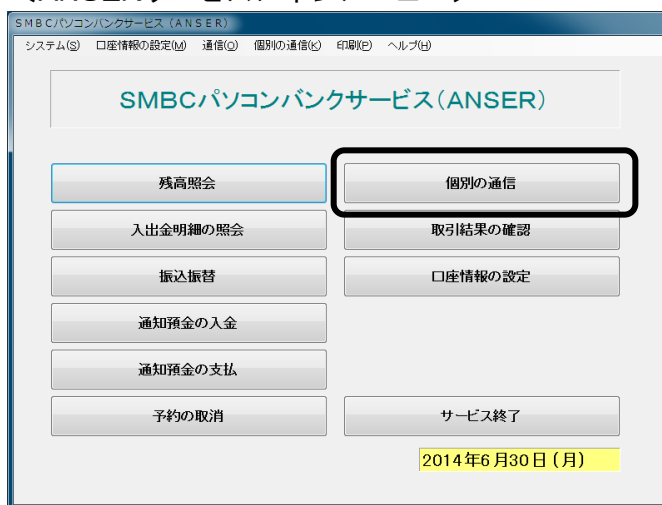 SMBCパソコンバンクサービス(ANSER)
システム(S) 口座情報の設定(M) 通信(O) 個別の通信(K) 印刷(P) ヘルプ(H)
SMBCパソコンバンクサービス(ANSER)
残高照会 個別の通信
入出金明細の照会 取引結果の確認
振込振替 口座情報の設定
通知預金の入金
通知預金の支払
予約の取消 サービス終了
2014年6月30日(月)